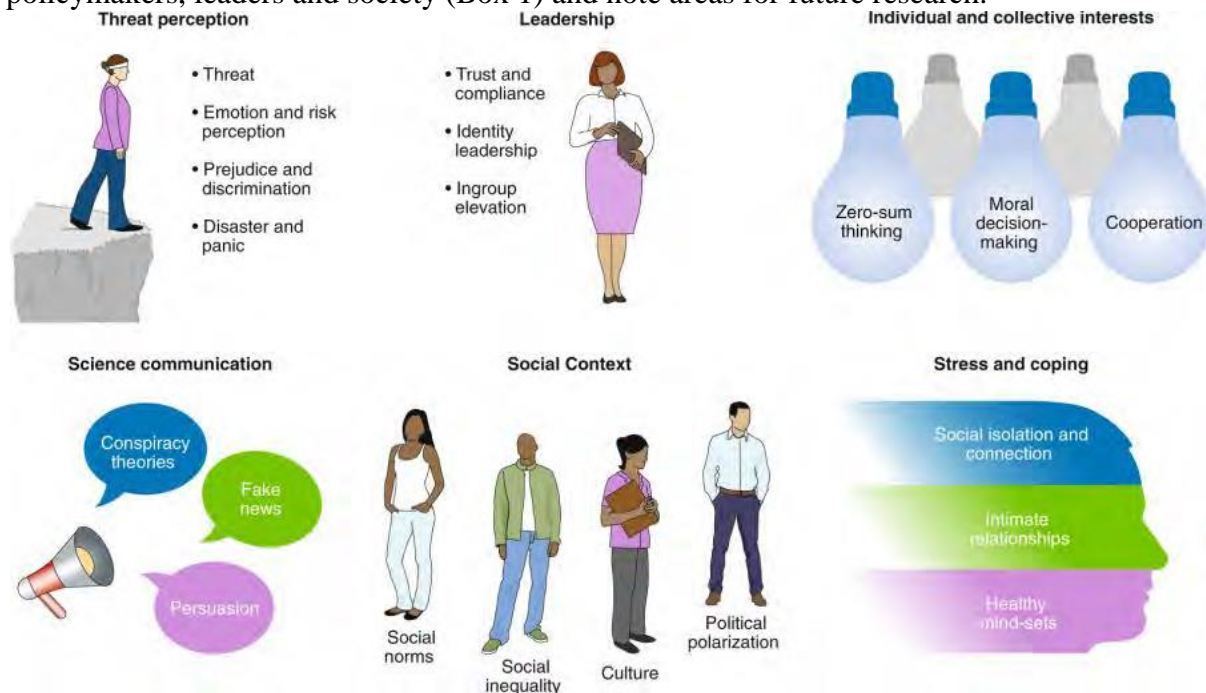 policymakers, leaders and society (Box 1) and note areas for future research.
Threat perception
• Threat
• Emotion and risk
perception
• Prejudice and
discrimination
• Disaster and
panic
Leadership
• Trust and
compliance
• Identity
leadership
• Ingroup
elevation
Individual and collective interests
Zero-sum
thinking
Moral
decision-
making
Cooperation
Science communication
Conspiracy
theories
Fake
news
Persuasion
Social Context
Social
norms
Social
inequality
Culture
Political
polarization
Stress and coping
Social isolation and
connection
Intimate
relationships
Healthy
mind-sets